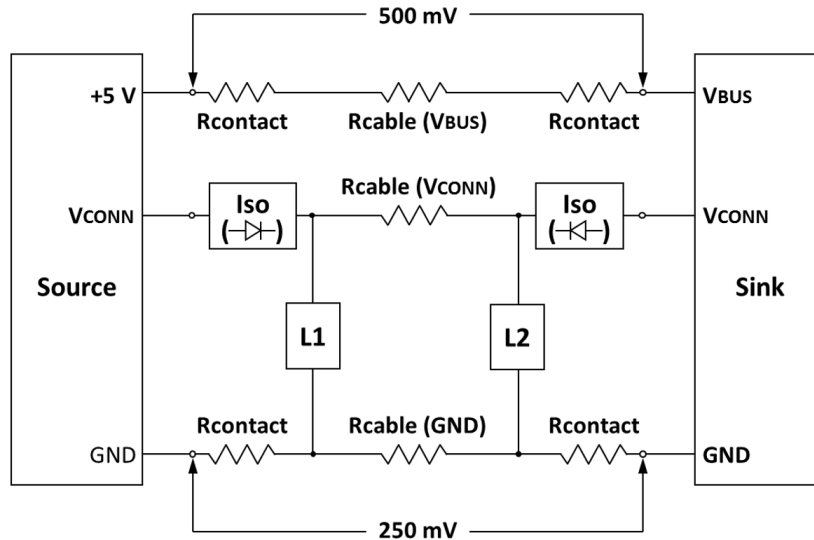 500 mV
+5 V
VBUS
Rcontact
Rcable (VBUS)
Rcontact
Rcable (VCONN)
Iso
( )
Iso
( )
VCONN
VCONN
Source
Sink
L1
L2
Rcontact
Rcable (GND)
Rcontact
GND
GND
250 mV